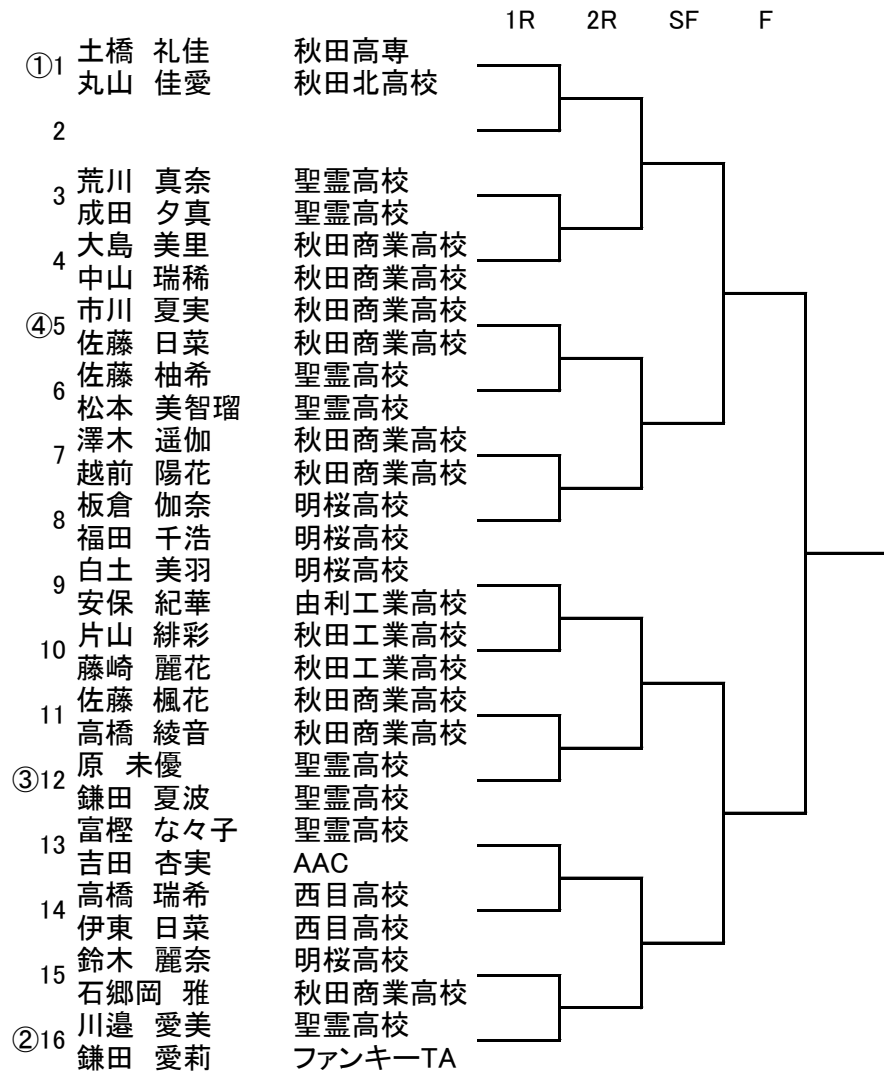 1R 2R SF F
土橋 礼佳 秋田高専
①1
丸山 佳愛 秋田北高校
2
荒川 真奈 聖霊高校
3
成田 夕真 聖霊高校
大島 美里 秋田商業高校
4
中山 瑞稀 秋田商業高校
市川 夏実 秋田商業高校
④5
佐藤 日菜 秋田商業高校
佐藤 柚希 聖霊高校
6
松本 美智瑠 聖霊高校
澤木 遥伽 秋田商業高校
7
越前 陽花 秋田商業高校
板倉 伽奈 明桜高校
8
福田 千浩 明桜高校
白土 美羽 明桜高校
9
安保 紀華 由利工業高校
片山 緋彩 秋田工業高校
10
藤崎 麗花 秋田工業高校
佐藤 楓花 秋田商業高校
11
高橋 綾音 秋田商業高校
原 未優 聖霊高校
③12
鎌田 夏波 聖霊高校
富樫 な々子 聖霊高校
13
吉田 杏実 AAC
高橋 瑞希 西目高校
14
伊東 日菜 西目高校
鈴木 麗奈 明桜高校
15
石郷岡 雅 秋田商業高校
川邉 愛美 聖霊高校
②16
鎌田 愛莉 ファンキーTA